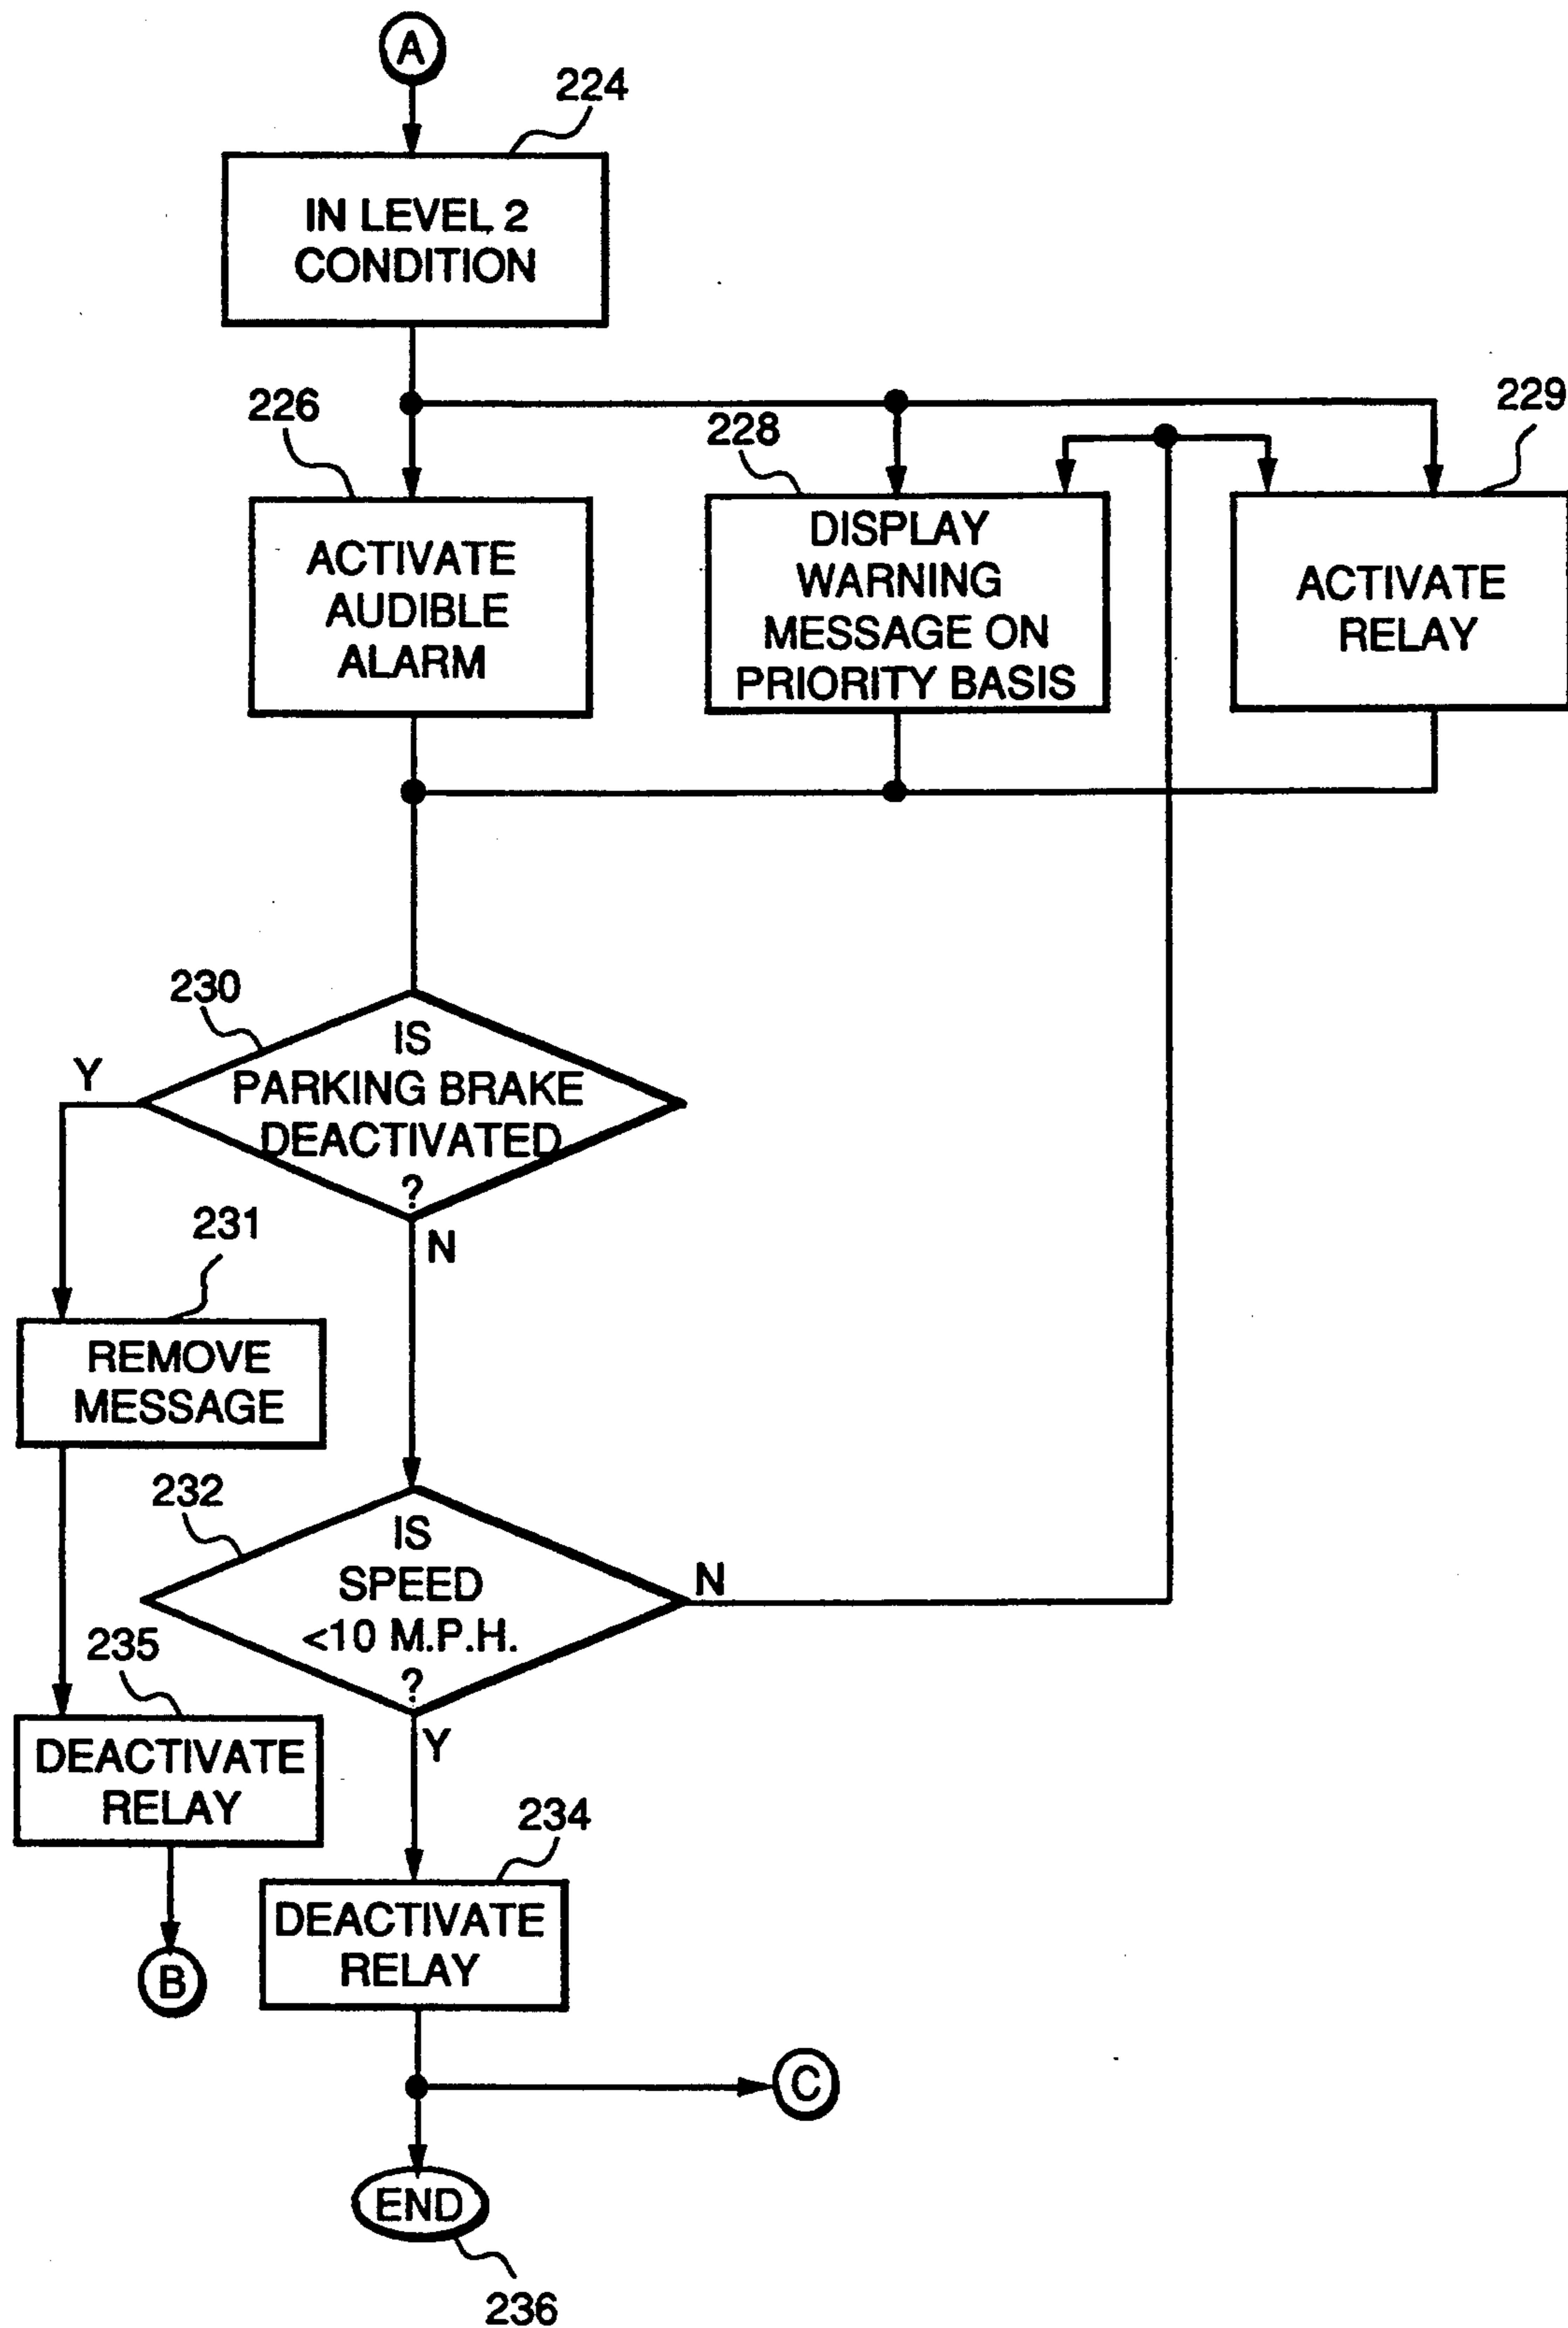 A
224
IN LEVEL 2
CONDITION
226
228
229
ACTIVATE
AUDIBLE
ALARM
DISPLAY
WARNING
MESSAGE ON
PRIORITY BASIS
ACTIVATE
RELAY
230
Y
IS
PARKING BRAKE
DEACTIVATED
?
N
231
REMOVE
MESSAGE
232
IS
SPEED
<10 M.P.H.
?
N
Y
235
DEACTIVATE
RELAY
B
234
DEACTIVATE
RELAY
C
END
236